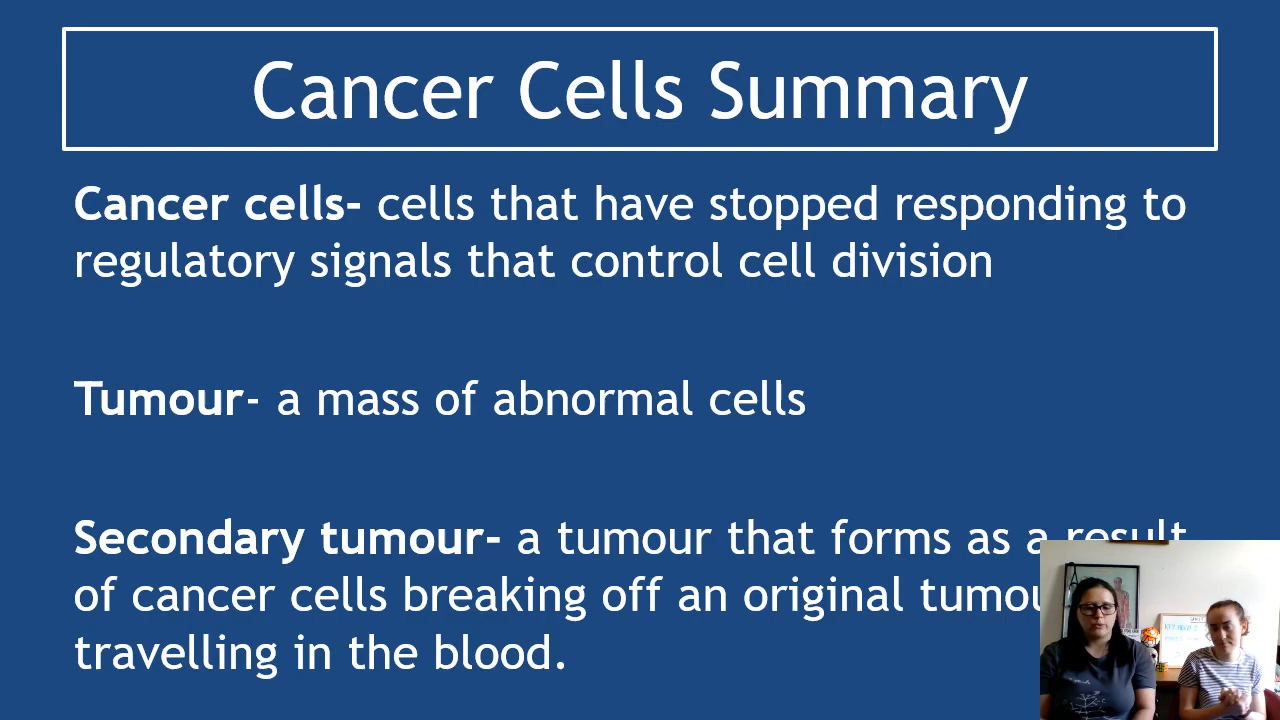 Cancer Cells Summary
Cancer cells- cells that have stopped responding to
regulatory signals that control cell division
Tumour- a mass of abnormal cells
Secondary tumour- a tumour that forms as a result
of cancer cells breaking off an original
travelling in the blood.